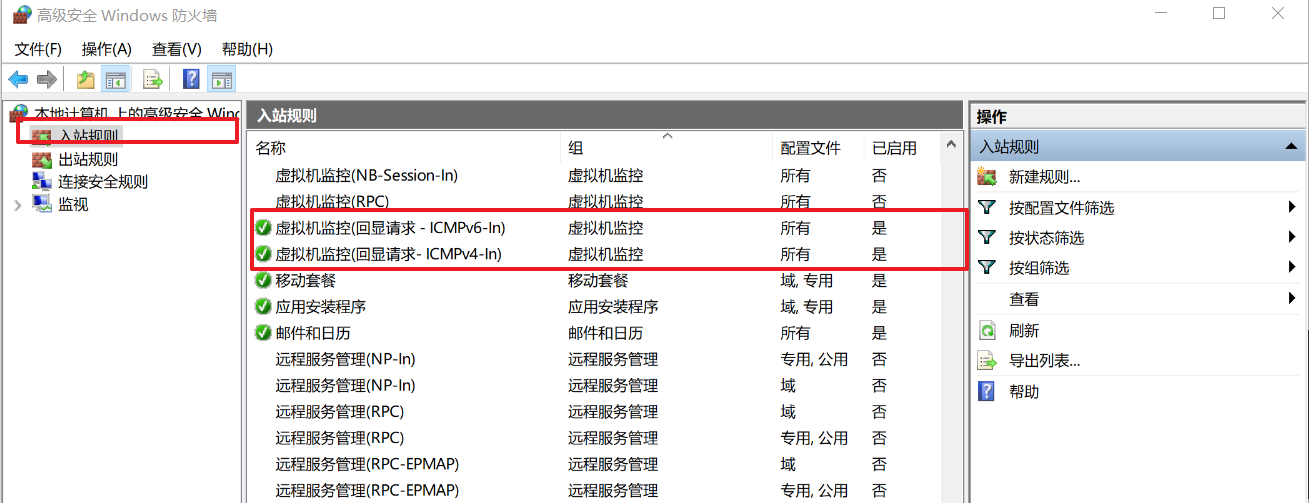 高级安全 Windows 防火墙
文件(F) 操作(A) 查看(V) 帮助(H)
本地计算机 上的高级安全 Wind
入站规则
出站规则
连接安全规则
监视
入站规则
名称 组 配置文件 已启用
虚拟机监控(NB-Session-In) 虚拟机监控 所有 否
虚拟机监控(RPC) 虚拟机监控 所有 否
虚拟机监控(回显请求 - ICMPv6-In) 虚拟机监控 所有 是
虚拟机监控(回显请求- ICMPv4-In) 虚拟机监控 所有 是
移动套餐 移动套餐 域, 专用 是
应用安装程序 应用安装程序 域, 专用 是
邮件和日历 邮件和日历 所有 是
远程服务管理(NP-In) 远程服务管理 专用, 公用 否
远程服务管理(NP-In) 远程服务管理 域 否
远程服务管理(RPC) 远程服务管理 域 否
远程服务管理(RPC) 远程服务管理 专用, 公用 否
远程服务管理(RPC-EPMAP) 远程服务管理 域 否
远程服务管理(RPC-EPMAP) 远程服务管理 专用, 公用 否
操作
入站规则
新建规则...
按配置文件筛选
按状态筛选
按组筛选
查看
刷新
导出列表...
帮助